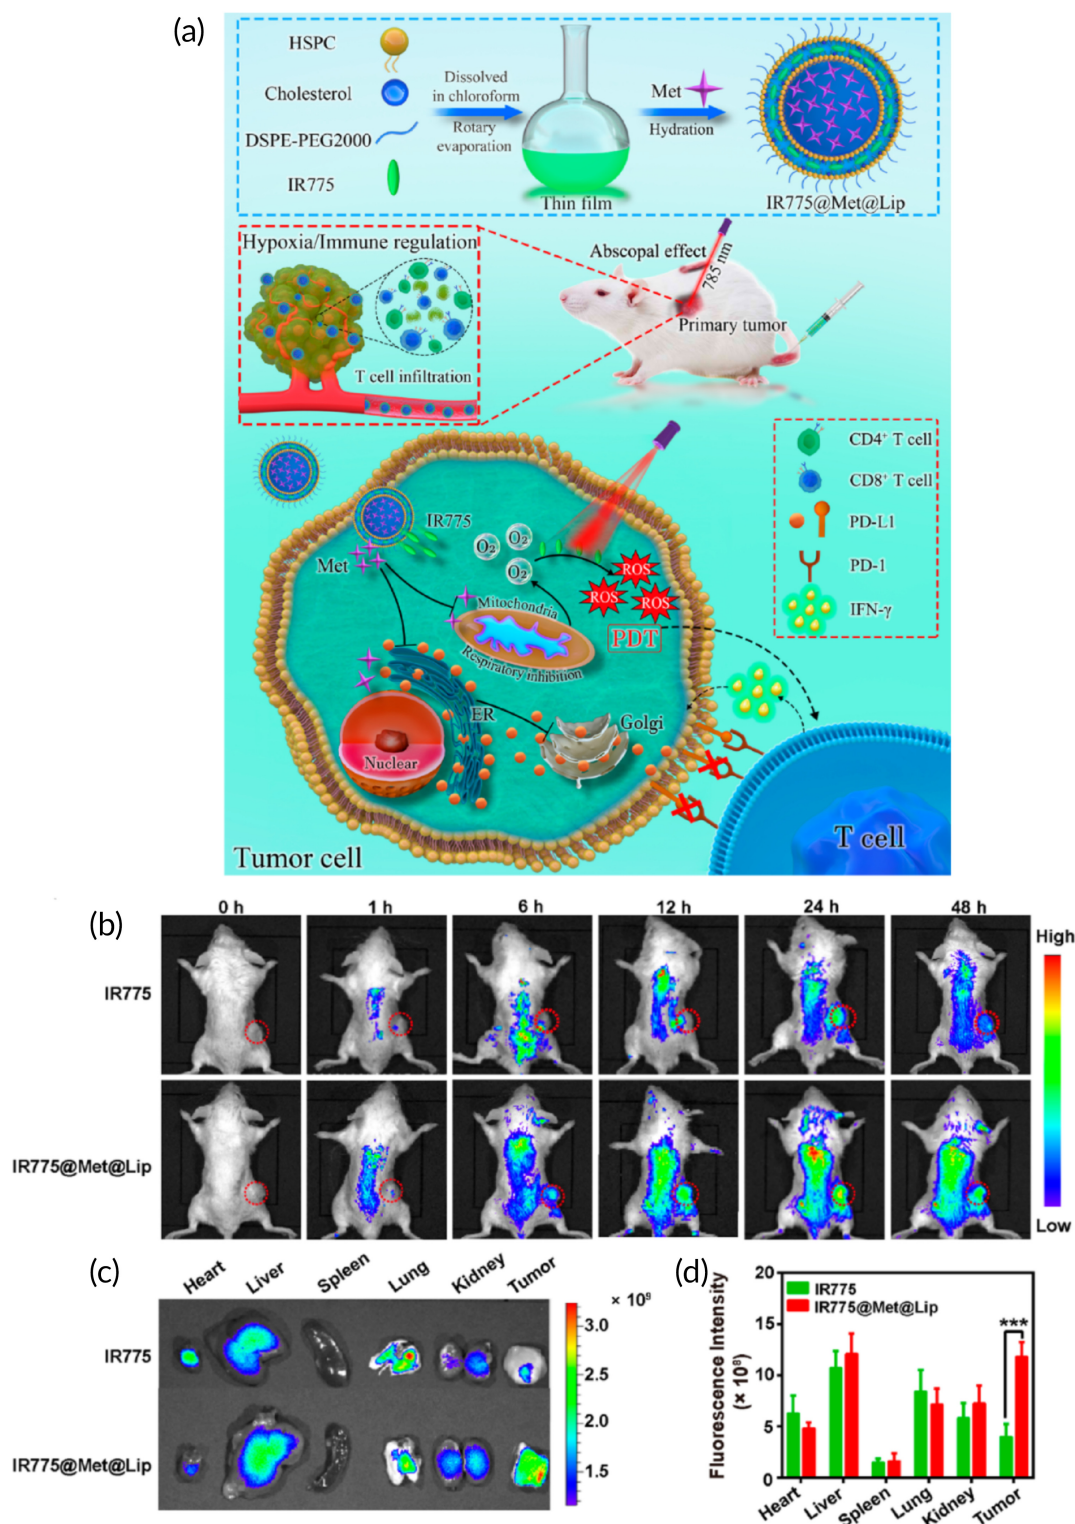 (a)
HSPC
Cholesterol
DSPE-PEG2000
IR775
Dissolved
in chloroform
Rotary
evaporation
Thin film
Met
Hydration
IR775@Met@Lip
Hypoxia/Immune regulation
T cell infiltration
Abscopal effect
785 nm
Primary tumor
CD4⁺ T cell
CD8⁺ T cell
PD-L1
PD-1
IFN-γ
IR775
Met
O₂
O₂
O₂
ROS
ROS
ROS
PDT
Mitochondria
Respiratory inhibition
ER
Golgi
Nuclear
Tumor cell
T cell
(b)
0 h 1 h 6 h 12 h 24 h 48 h
IR775
IR775@Met@Lip
High
Low
(c)
Heart Liver Spleen Lung Kidney Tumor
IR775
IR775@Met@Lip
× 10⁹
3.0
2.5
2.0
1.5
(d)
Fluorescence Intensity
(× 10⁸)
20
15
10
5
0
IR775
IR775@Met@Lip
***
Heart Liver Spleen Lung Kidney Tumor